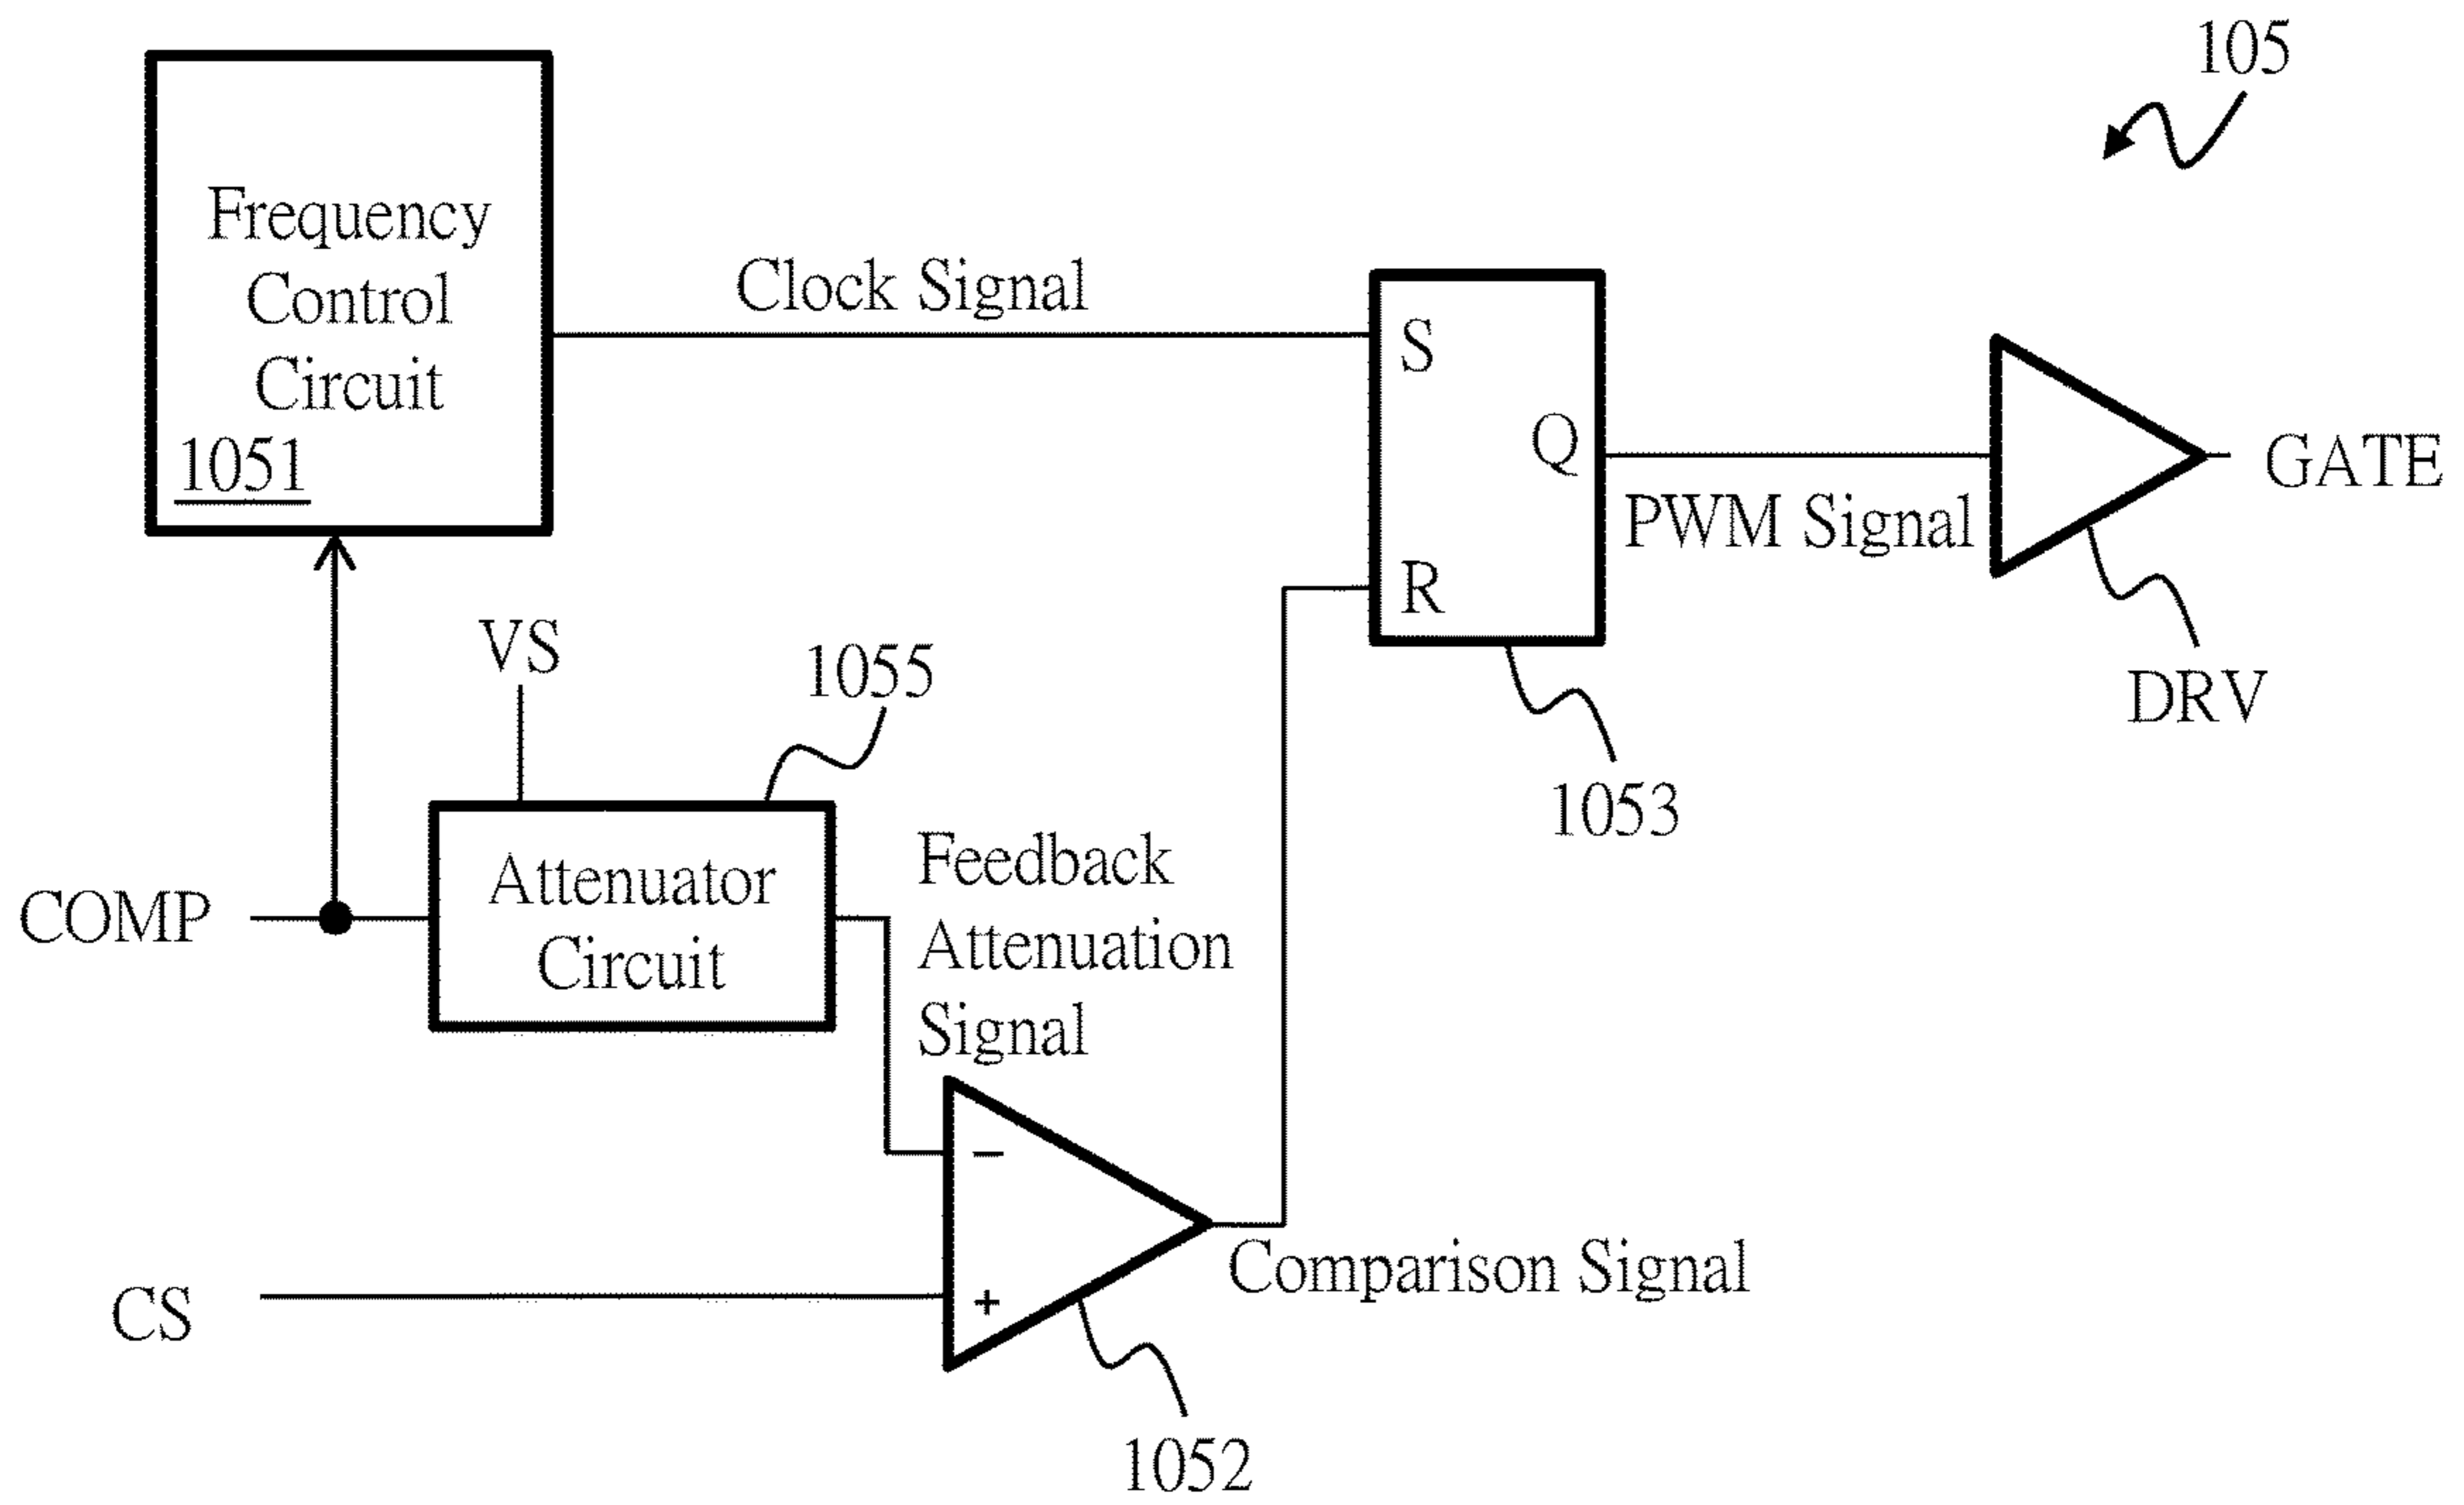 105
Frequency
Control
Circuit
1051
Clock Signal
S
Q
R
PWM Signal
GATE
DRV
1053
VS
1055
COMP
Attenuator
Circuit
Feedback
Attenuation
Signal
−
+
CS
Comparison Signal
1052